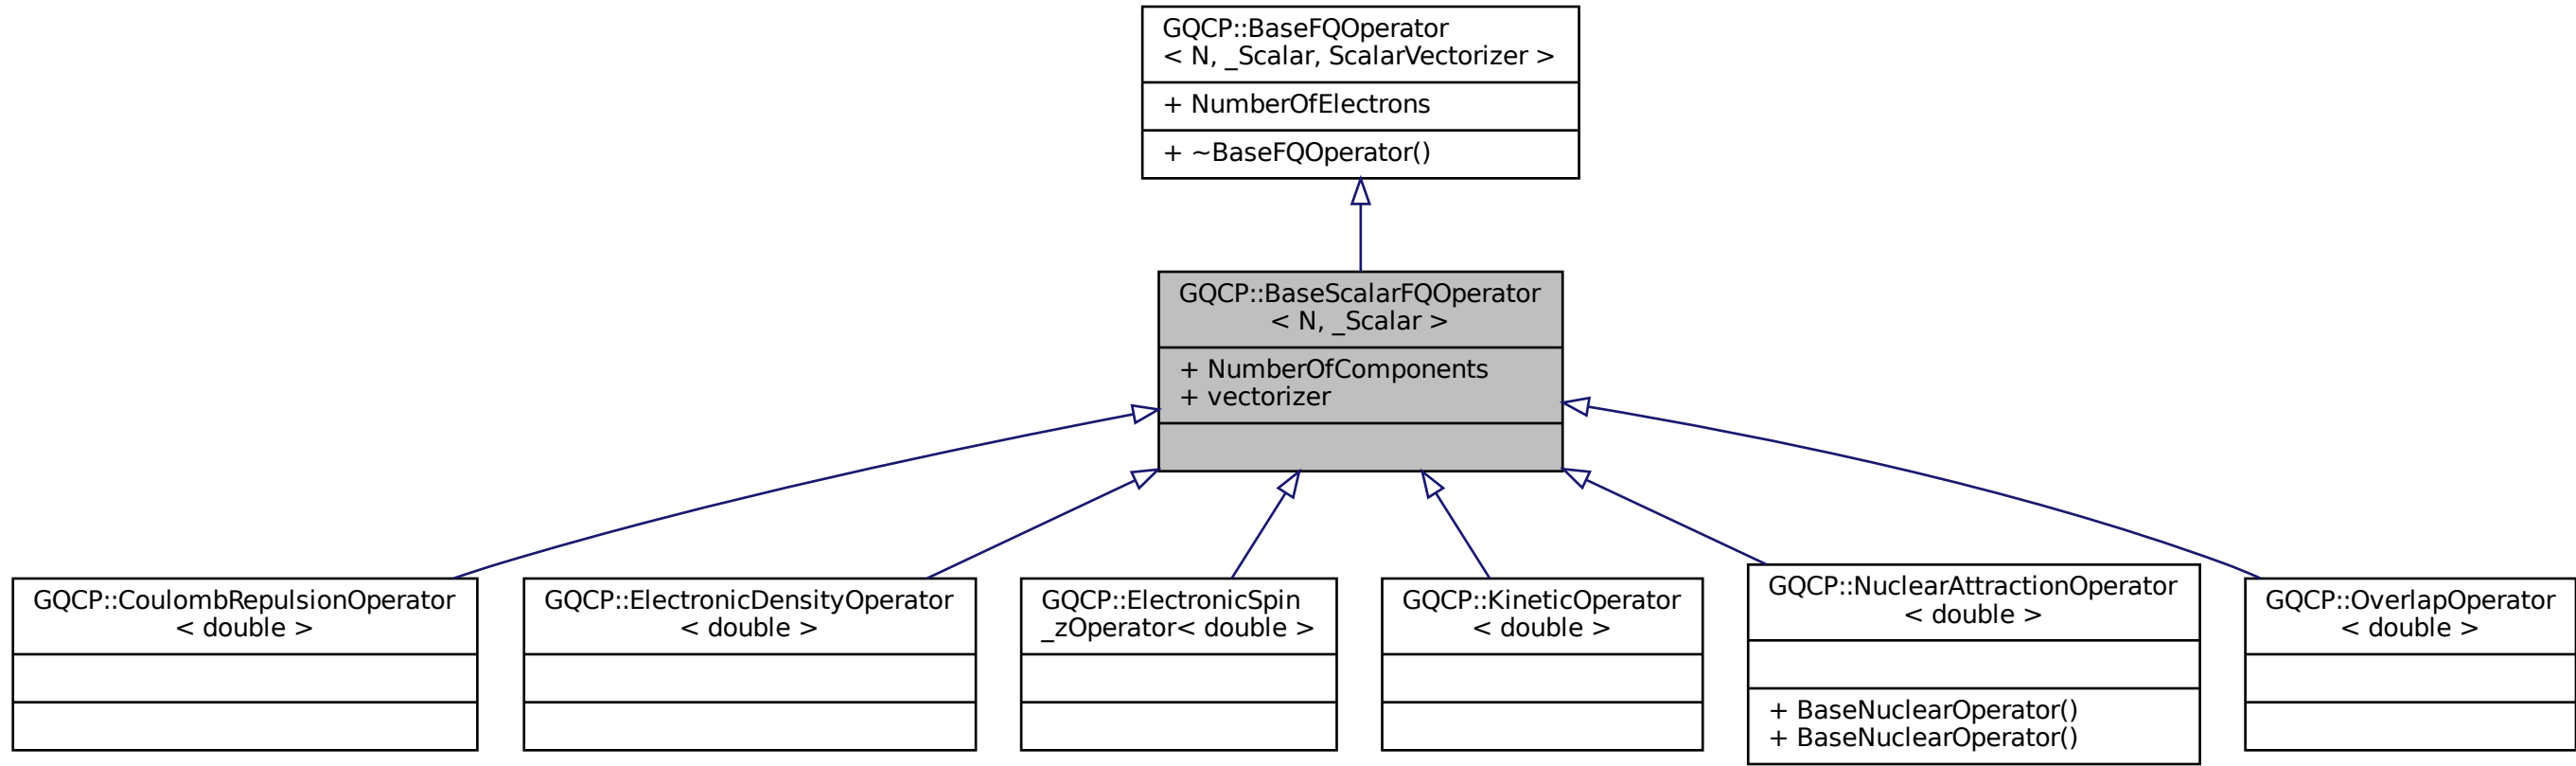 GQCP::BaseFQOperator
< N, _Scalar, ScalarVectorizer >
+ NumberOfElectrons
+ ~BaseFQOperator()
GQCP::BaseScalarFQOperator
< N, _Scalar >
+ NumberOfComponents
+ vectorizer
GQCP::CoulombRepulsionOperator
< double >
GQCP::ElectronicDensityOperator
< double >
GQCP::ElectronicSpin
_zOperator< double >
GQCP::KineticOperator
< double >
GQCP::NuclearAttractionOperator
< double >
+ BaseNuclearOperator()
+ BaseNuclearOperator()
GQCP::OverlapOperator
< double >